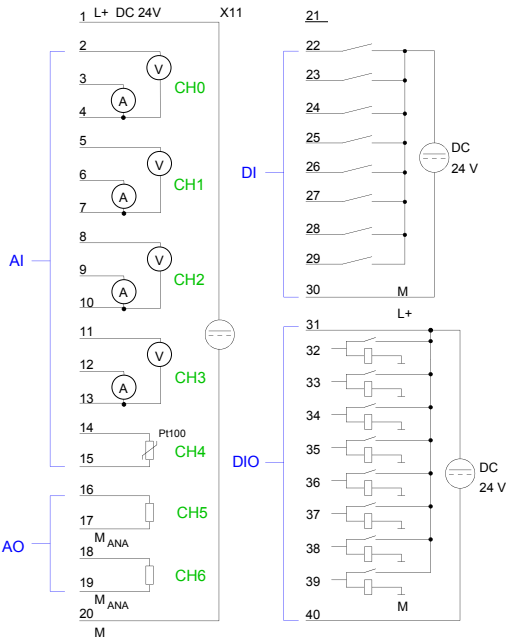 1 L+ DC 24V X11
2
V
3
A
CH0
4
5
V
6
A
CH1
7
8
V
AI
9
A
CH2
10
11
V
12
A
CH3
13
14
Pt100
CH4
15
16
CH5
17
M ANA
AO
18
CH6
19
M ANA
20
M
21
22
23
24
25
DC
24 V
DI
26
27
28
29
30 M
L+
31
32
33
34
35
DIO
DC
24 V
36
37
38
39
M
40